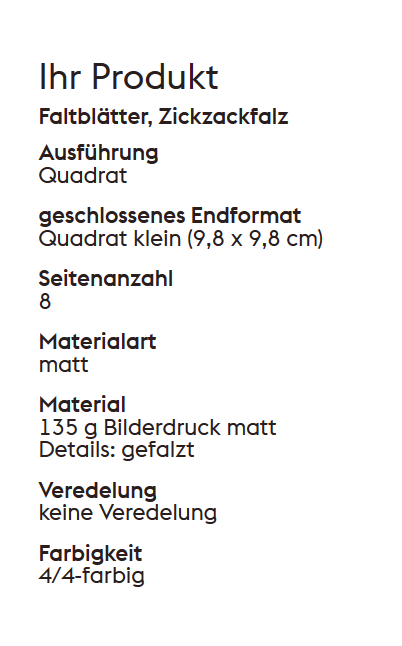 Ihr Produkt
Faltblätter, Zickzackfalz
Ausführung
Quadrat
geschlossenes Endformat
Quadrat klein (9,8 x 9,8 cm)
Seitenanzahl
8
Materialart
matt
Material
135 g Bilderdruck matt
Details: gefalzt
Veredelung
keine Veredelung
Farbigkeit
4/4-farbig